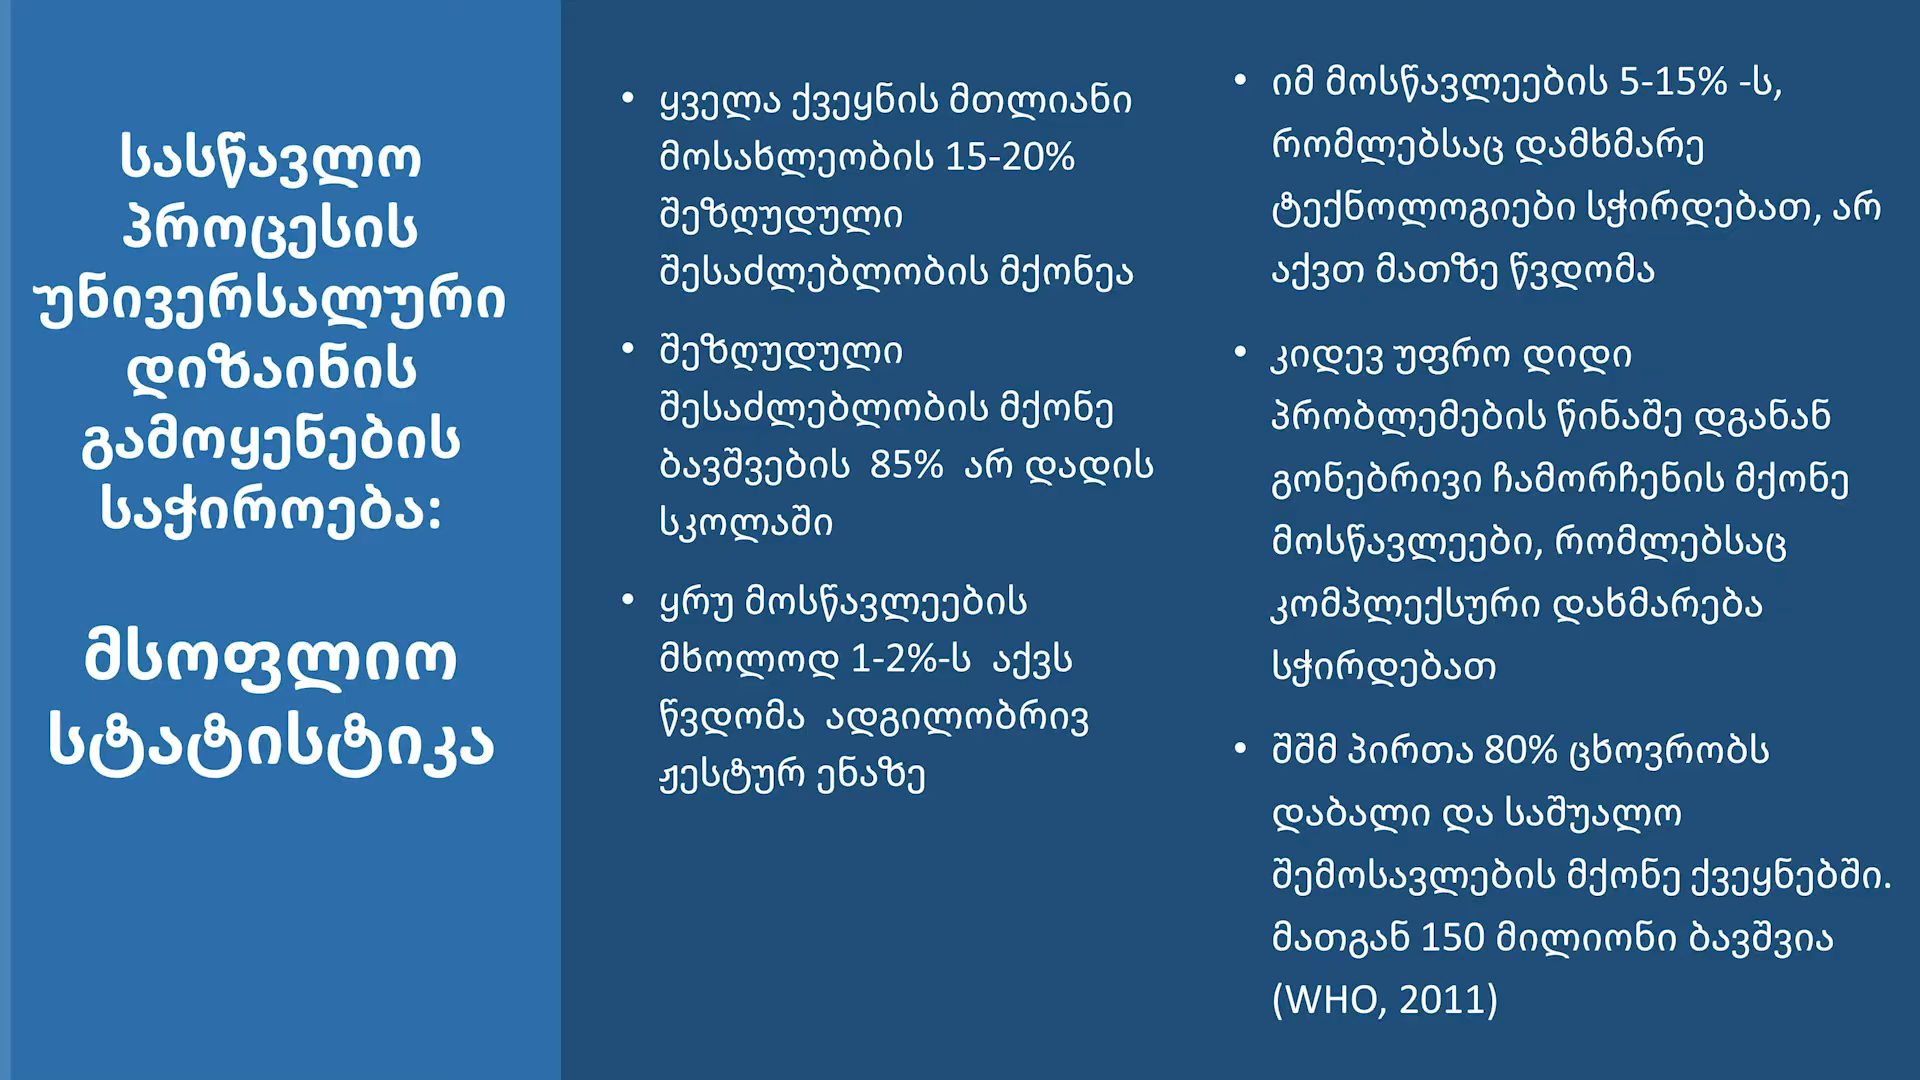 სასწავლო
პროცესის
უნივერსალური
დიზაინის
გამოყენების
საჭიროება:
მსოფლიო
სტატისტიკა
• ყველა ქვეყნის მთლიანი
მოსახლეობის 15-20%
შეზღუდული
შესაძლებლობის მქონეა
• შეზღუდული
შესაძლებლობის მქონე
ბავშვების 85% არ დადის
სკოლაში
• ყრუ მოსწავლეების
მხოლოდ 1-2%-ს აქვს
წვდომა ადგილობრივ
ჟესტურ ენაზე
• იმ მოსწავლეების 5-15% -ს,
რომლებსაც დამხმარე
ტექნოლოგიები სჭირდებათ, არ
აქვთ მათზე წვდომა
• კიდევ უფრო დიდი
პრობლემების წინაშე დგანან
გონებრივი ჩამორჩენის მქონე
მოსწავლეები, რომლებსაც
კომპლექსური დახმარება
სჭირდებათ
• შშმ პირთა 80% ცხოვრობს
დაბალი და საშუალო
შემოსავლების მქონე ქვეყნებში.
მათგან 150 მილიონი ბავშვია
(WHO, 2011)